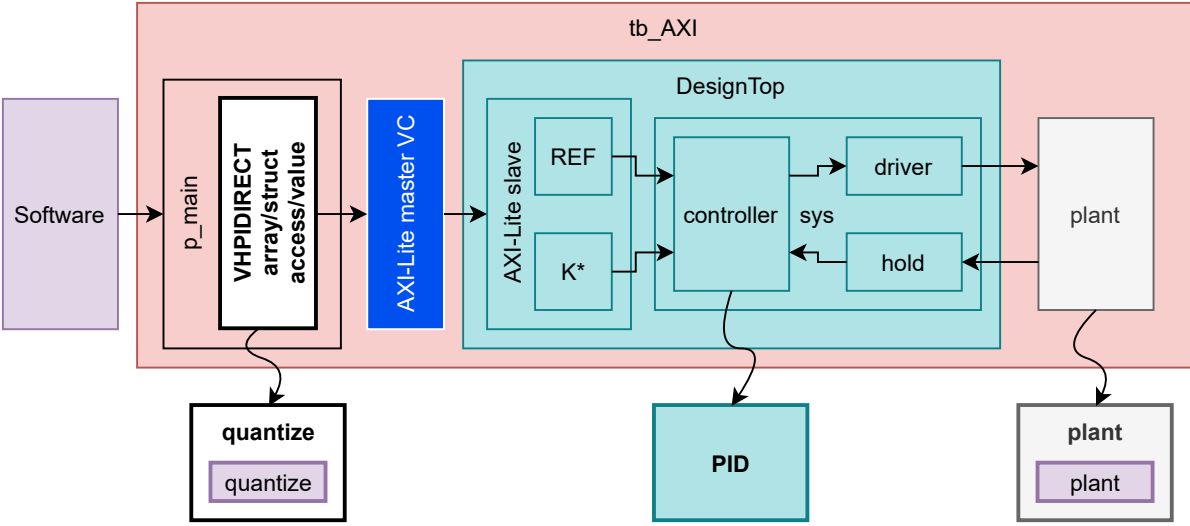 tb_AXI
DesignTop
Software
p_main
VHPIDIRECT
array/struct
access/value
AXI-Lite master VC
AXI-Lite slave
REF
K*
controller
sys
driver
hold
plant
quantize
quantize
PID
plant
plant